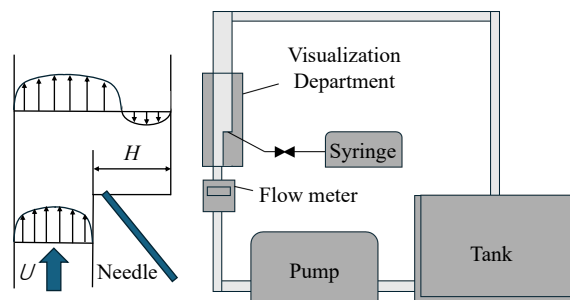 Visualization
Department
H
Syringe
Flow meter
U
Needle
Pump
Tank